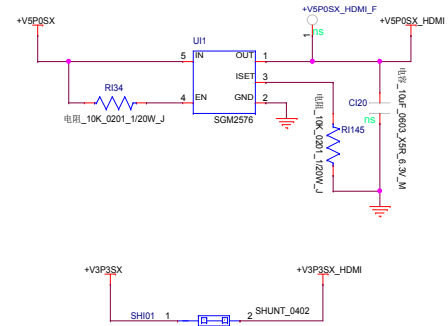 +V5P0SX_HDMI_F
+V5P0SX
+V5P0SX_HDMI
UI1
1
ns
5
IN
OUT
1
ISET
3
RI34
4
EN
GND
2
电阻_10K_0201_1/20W_J
SGM2576
电阻_10K_0201_1/20W_J
RI145
CI20
ns
电容_10uF_0603_X5R_6.3V_M
+V3P3SX
+V3P3SX_HDMI
SHI01
1
2
SHUNT_0402